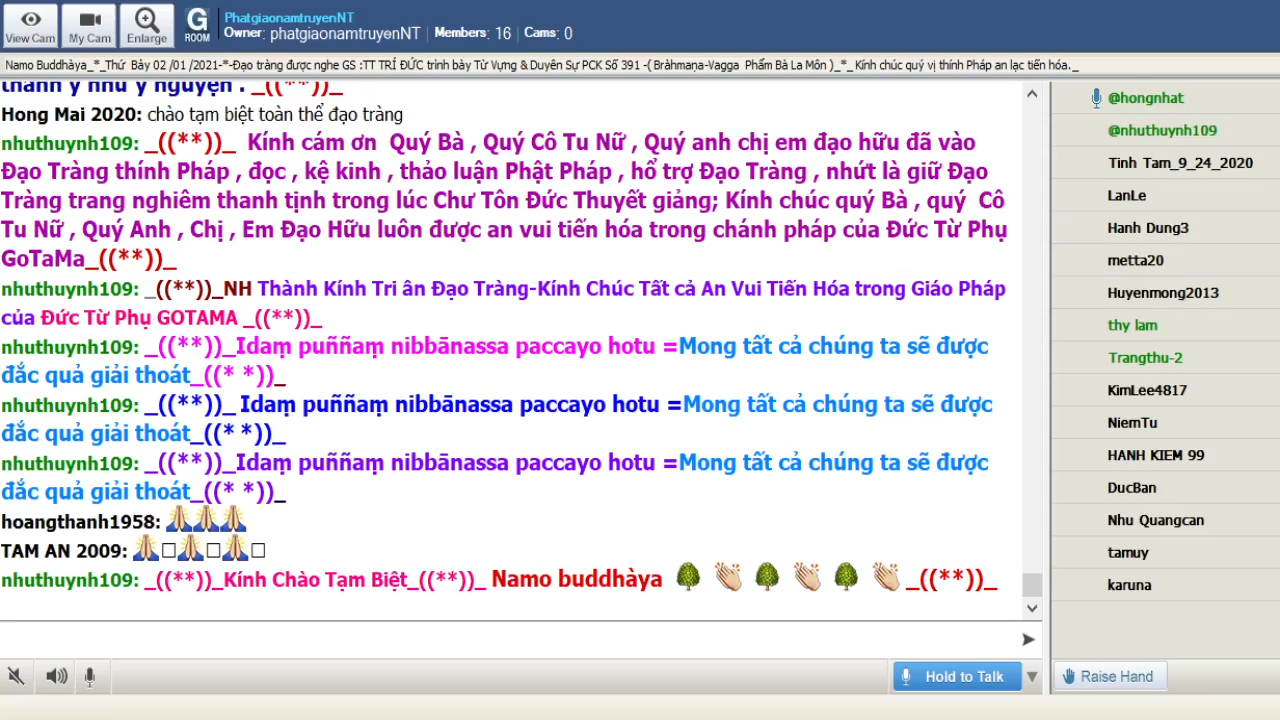 View Cam
My Cam
Enlarge
G
ROOM
PhatgiaonamtruyenNT
Owner: phatgiaonamtruyenNT | Members: 16 | Cams: 0
Namo Buddhàya_*_Thứ Bảy 02 /01 /2021-*-Đạo tràng được nghe GS :TT TRÍ ĐỨC trình bày Từ Vựng & Duyên Sự PCK Số 391 -( Bràhmaṇa-Vagga Phẩm Bà La Môn )_*_ Kính chúc quý vị thính Pháp an lạc tiến hóa._
thành ý như ý nguyện . _((**))_
Hong Mai 2020: chào tạm biệt toàn thể đạo tràng
nhuthuynh109: _((**))_ Kính cám ơn Quý Bà , Quý Cô Tu Nữ , Quý anh chị em đạo hữu đã vào
Đạo Tràng thính Pháp , đọc , kệ kinh , thảo luận Phật Pháp , hổ trợ Đạo Tràng , nhứt là giữ Đạo
Tràng trang nghiêm thanh tịnh trong lúc Chư Tôn Đức Thuyết giảng; Kính chúc quý Bà , quý Cô
Tu Nữ , Quý Anh , Chị , Em Đạo Hữu luôn được an vui tiến hóa trong chánh pháp của Đức Từ Phụ
GoTaMa_((**))_
nhuthuynh109: _((**))_NH Thành Kính Tri ân Đạo Tràng-Kính Chúc Tất cả An Vui Tiến Hóa trong Giáo Pháp
của Đức Từ Phụ GOTAMA _((**))_
nhuthuynh109: _((**))_Idaṃ puññaṃ nibbānassa paccayo hotu =Mong tất cả chúng ta sẽ được
đắc quả giải thoát_((* *))_
nhuthuynh109: _((**))_ Idaṃ puññaṃ nibbānassa paccayo hotu =Mong tất cả chúng ta sẽ được
đắc quả giải thoát_((* *))_
nhuthuynh109: _((**))_Idaṃ puññaṃ nibbānassa paccayo hotu =Mong tất cả chúng ta sẽ được
đắc quả giải thoát_((* *))_
hoangthanh1958: 🙏🙏🙏
TAM AN 2009: 🙏□🙏□🙏□
nhuthuynh109: _((**))_Kính Chào Tạm Biệt_((**))_ Namo buddhàya 🌳 👏 🌳 👏 🌳 👏 _((**))_
Hold to Talk
@hongnhat
@nhuthuynh109
Tinh Tam_9_24_2020
LanLe
Hanh Dung3
metta20
Huyenmong2013
thy lam
Trangthu-2
KimLee4817
NiemTu
HANH KIEM 99
DucBan
Nhu Quangcan
tamuy
karuna
Raise Hand